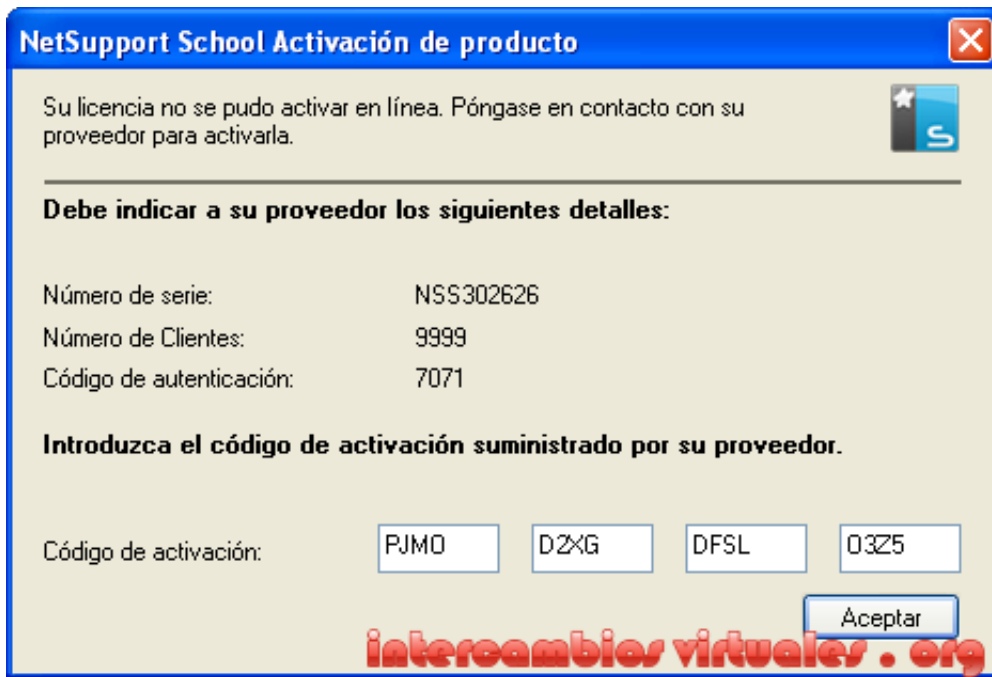 NetSupport School Activación de producto
Su licencia no se pudo activar en línea. Póngase en contacto con su
proveedor para activarla.
S
Debe indicar a su proveedor los siguientes detalles:
Número de serie: NSS302626
Número de Clientes: 9999
Código de autenticación: 7071
Introduzca el código de activación suministrado por su proveedor.
Código de activación: PJMO D2XG DFSL O3Z5
Aceptar
intercambios virtuales . org